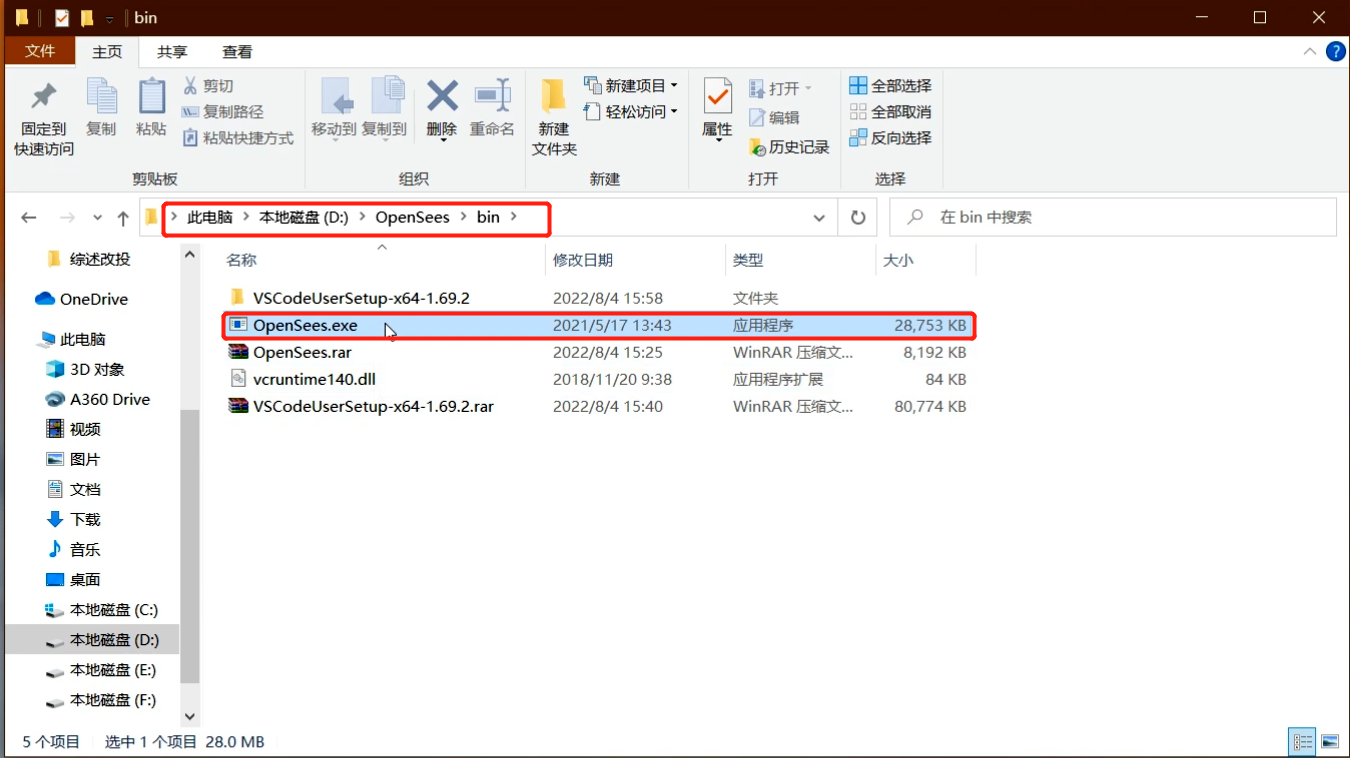 bin
文件 主页 共享 查看
固定到快速访问 复制 粘贴 剪切 复制路径 粘贴快捷方式
剪贴板
移动到 复制到 删除 重命名
组织
新建文件夹 新建项目 轻松访问
新建
属性 打开 编辑 历史记录
打开
全部选择 全部取消 反向选择
选择
此电脑 本地磁盘 (D:) OpenSees bin
在 bin 中搜索
综述改投
OneDrive
此电脑
3D 对象
A360 Drive
视频
图片
文档
下载
音乐
桌面
本地磁盘 (C:)
本地磁盘 (D:)
本地磁盘 (E:)
本地磁盘 (F:)
名称 修改日期 类型 大小
VSCodeUserSetup-x64-1.69.2 2022/8/4 15:58 文件夹
OpenSees.exe 2021/5/17 13:43 应用程序 28,753 KB
OpenSees.rar 2022/8/4 15:25 WinRAR 压缩文... 8,192 KB
vcruntime140.dll 2018/11/20 9:38 应用程序扩展 84 KB
VSCodeUserSetup-x64-1.69.2.rar 2022/8/4 15:40 WinRAR 压缩文... 80,774 KB
5 个项目 选中 1 个项目 28.0 MB